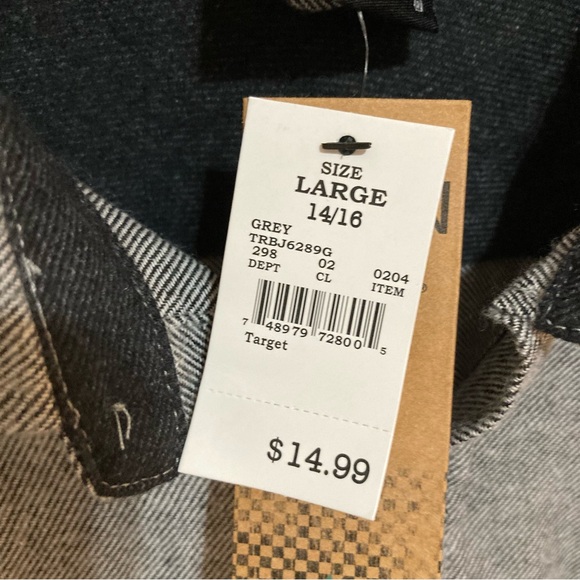 SIZE
LARGE
14/16
GREY
TRBJ6289G
298 02 0204
DEPT CL ITEM
7 48979 72800 5
Target
$14.99
N
®